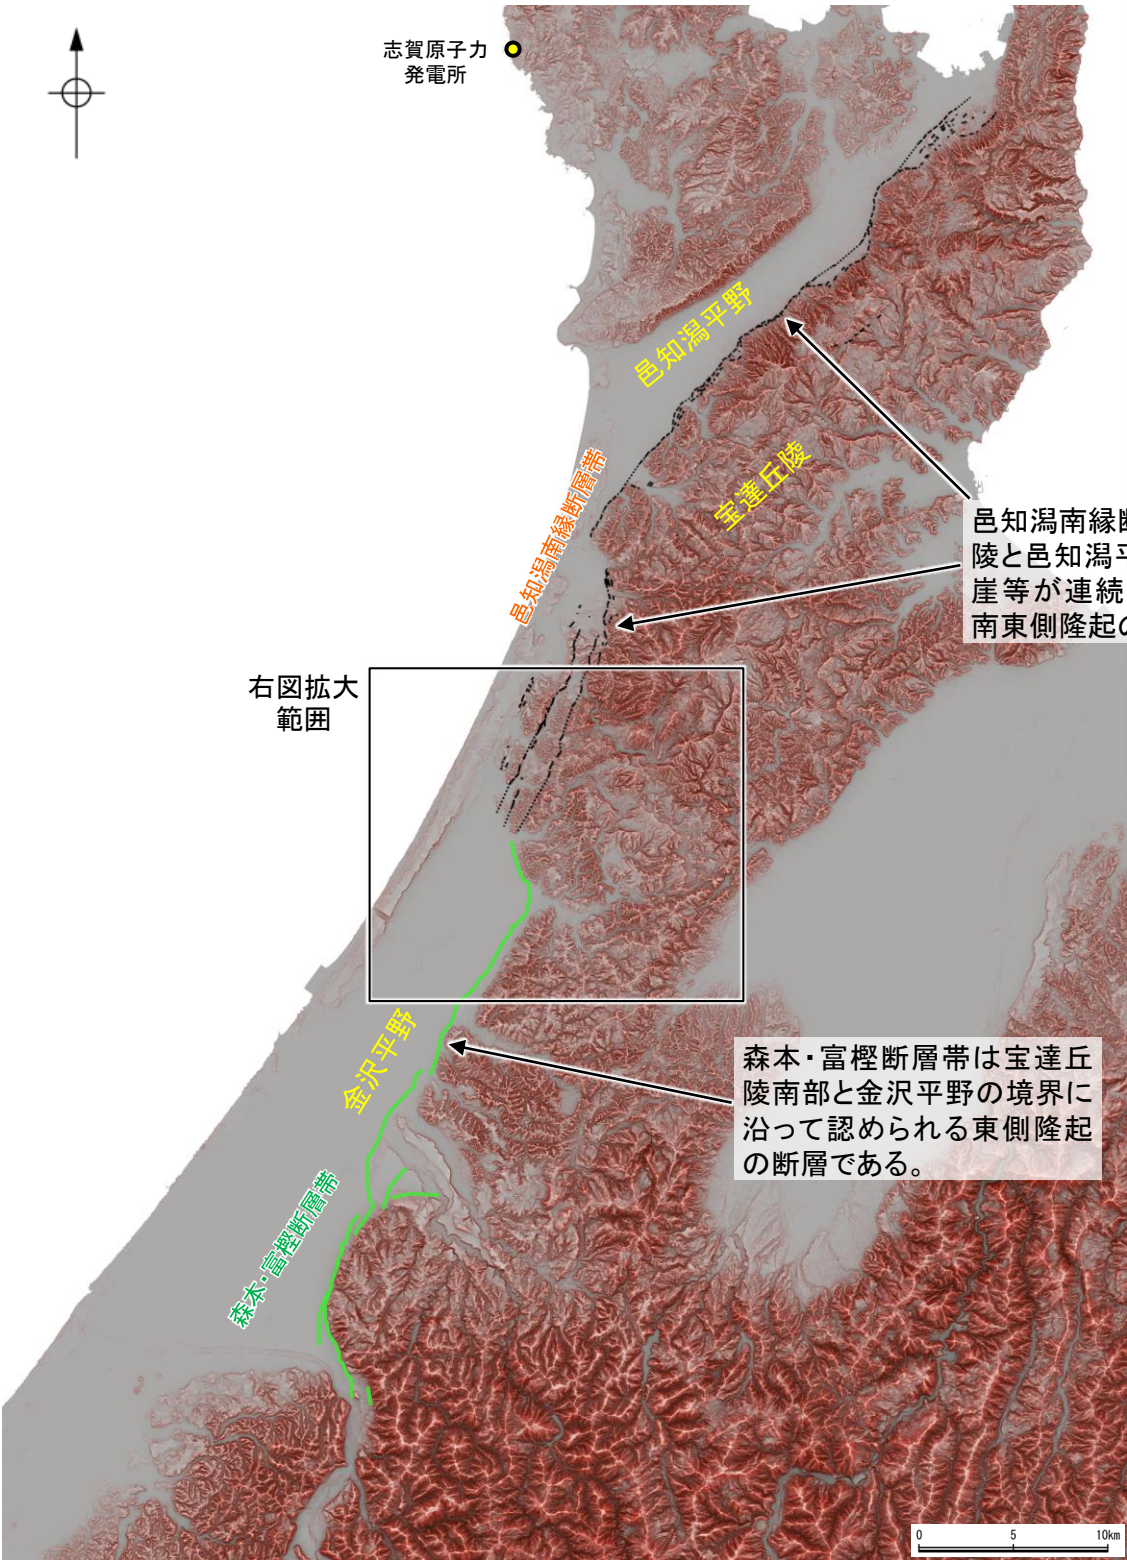 志賀原子力
発電所
邑知潟平野
宝達丘陵
邑知潟南縁断層帯
邑知潟南縁断
陵と邑知潟平
崖等が連続
南東側隆起の
右図拡大
範囲
金沢平野
森本・富樫断層帯は宝達丘
陵南部と金沢平野の境界に
沿って認められる東側隆起
の断層である。
森本・富樫断層帯
0 5 10km